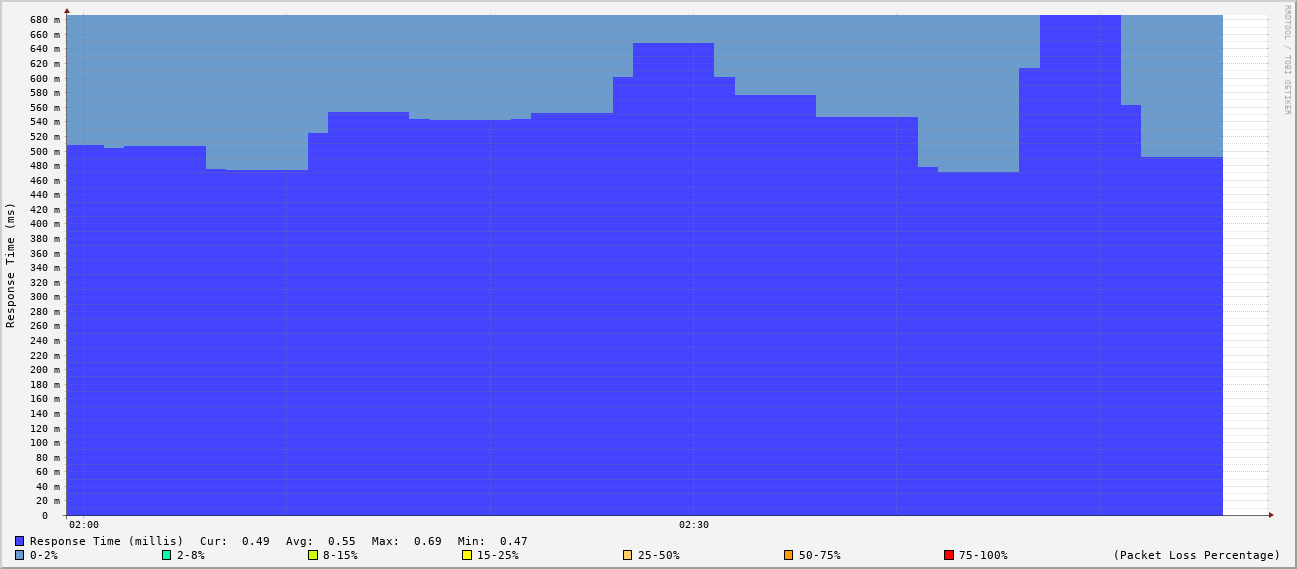 RRDTOOL / TOBI OETIKER
Response Time (ms)
680 m
660 m
640 m
620 m
600 m
580 m
560 m
540 m
520 m
500 m
480 m
460 m
440 m
420 m
400 m
380 m
360 m
340 m
320 m
300 m
280 m
260 m
240 m
220 m
200 m
180 m
160 m
140 m
120 m
100 m
80 m
60 m
40 m
20 m
0
02:00 02:30
Response Time (millis) Cur: 0.49 Avg: 0.55 Max: 0.69 Min: 0.47
0-2% 2-8% 8-15% 15-25% 25-50% 50-75% 75-100% (Packet Loss Percentage)